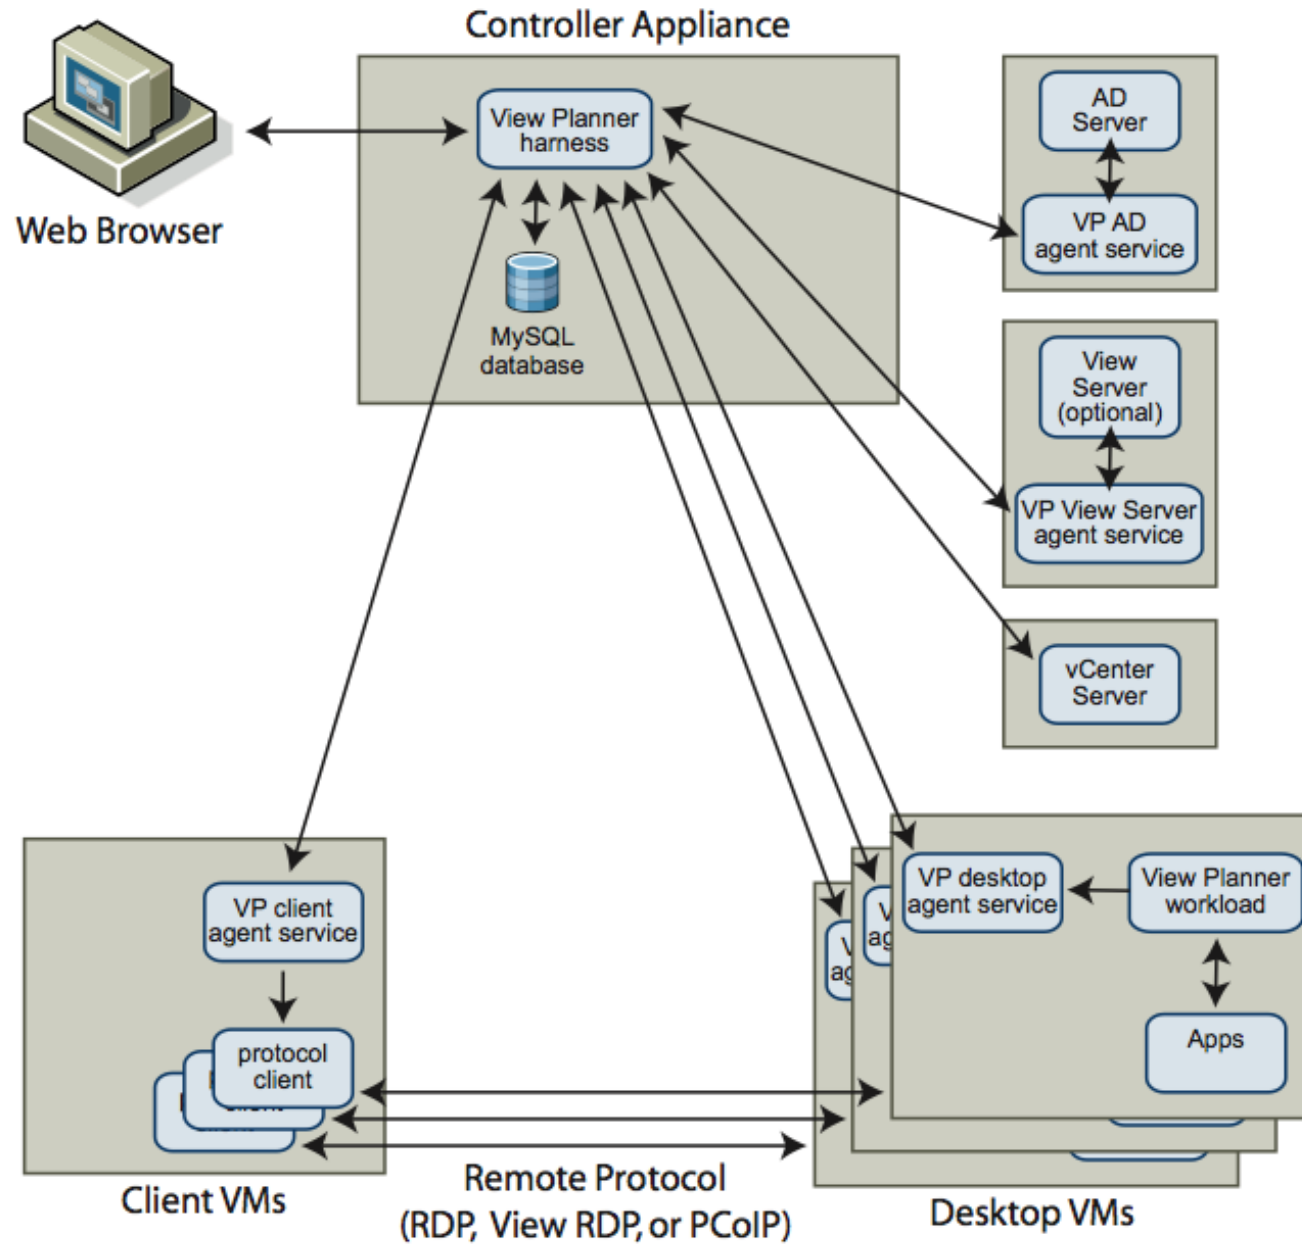 Controller Appliance
Web Browser
View Planner
harness
MySQL
database
AD
Server
VP AD
agent service
View
Server
(optional)
VP View Server
agent service
vCenter
Server
VP client
agent service
protocol
client
Client VMs
Remote Protocol
(RDP, View RDP, or PCoIP)
VP desktop
agent service
View Planner
workload
Apps
Desktop VMs